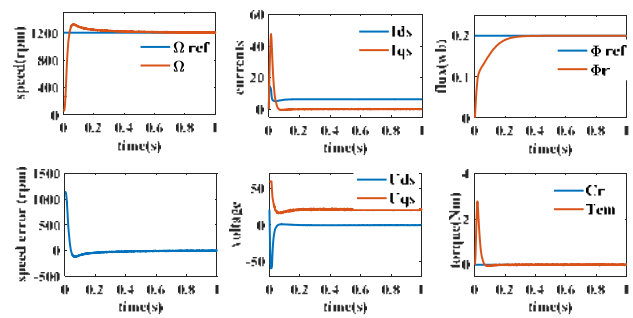 speed(rpm)
1200
800
400
0
0 0.2 0.4 0.6 0.8 1
time(s)
Ω ref
Ω
currents
60
40
20
0
0 0.2 0.4 0.6 0.8 1
time(s)
Ids
Iqs
flux(wb)
0.2
0.1
0
0 0.2 0.4 0.6 0.8 1
time(s)
Φ ref
Φr
speed error (rpm)
1500
1000
500
0
-500
0 0.2 0.4 0.6 0.8 1
time(s)
voltage
50
0
-50
0 0.2 0.4 0.6 0.8 1
time(s)
Uds
Uqs
torque(Nm)
4
2
0
0 0.2 0.4 0.6 0.8 1
time(s)
Cr
Tem